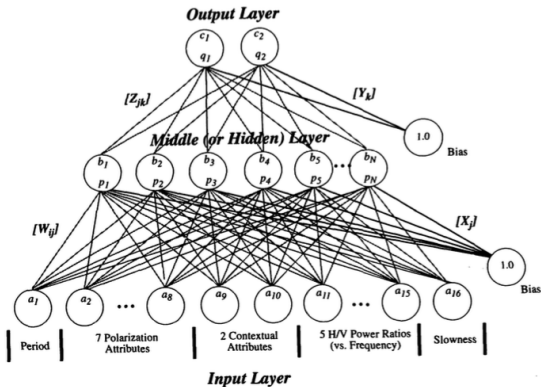 Output Layer
c1 c2
q1 q2
[Zjk] [Yk]
1.0
Bias
Middle (or Hidden) Layer
b1 b2 b3 b4 b5 ... bN
p1 p2 p3 p4 p5 pN
[Wij] [Xj]
1.0
Bias
a1 a2 ... a8 a9 a10 a11 ... a15 a16
Period
7 Polarization
Attributes
2 Contextual
Attributes
5 H/V Power Ratios
(vs. Frequency)
Slowness
Input Layer